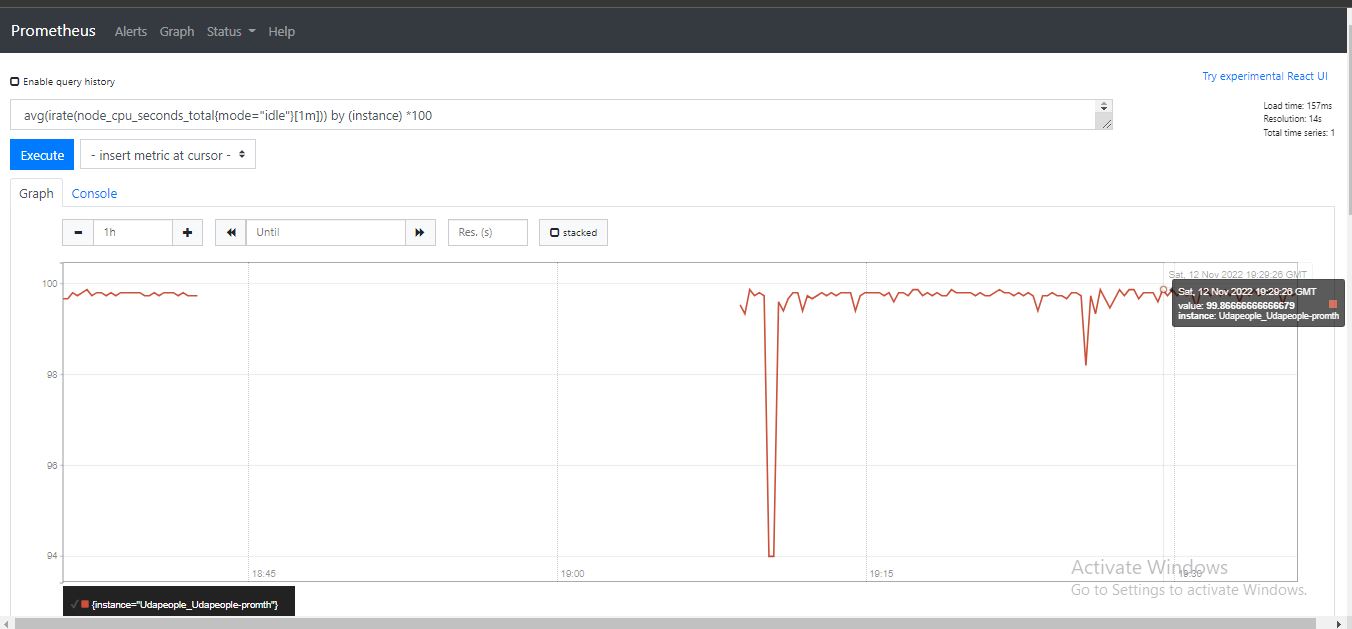 Prometheus Alerts Graph Status Help
Enable query history
Try experimental React UI
avg(irate(node_cpu_seconds_total{mode="idle"}[1m])) by (instance) *100
Load time: 157ms
Resolution: 14s
Total time series: 1
Execute - insert metric at cursor -
Graph Console
- 1h + Until Res. (s) stacked
Sat, 12 Nov 2022 19:29:26 GMT
Sat, 12 Nov 2022 19:29:26 GMT
value: 99.86666666666679
instance: Udapeople_Udapeople-promth
100
98
96
94
18:45 19:00 19:15 19:30
Activate Windows
Go to Settings to activate Windows.
{instance="Udapeople_Udapeople-promth"}